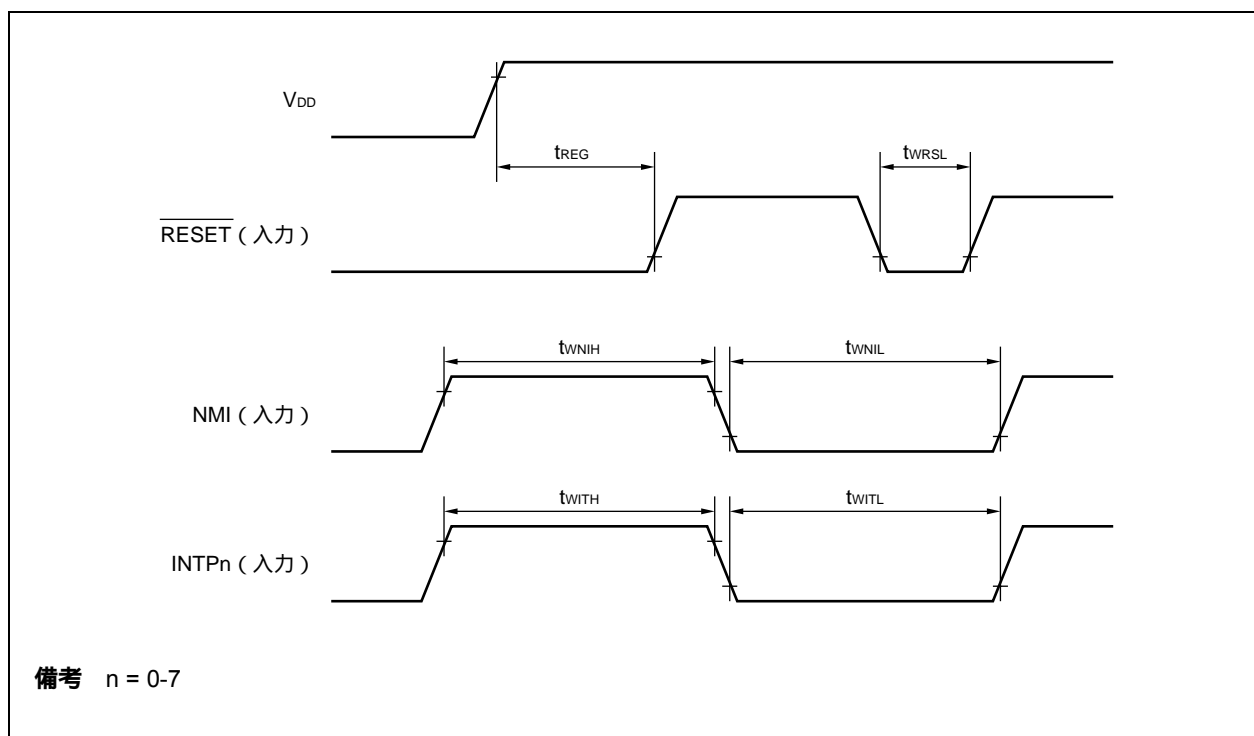 VDD
tREG
tWRSL
RESET（入力）
tWNIH
tWNIL
NMI（入力）
tWITH
tWITL
INTPn（入力）
備考 n = 0-7